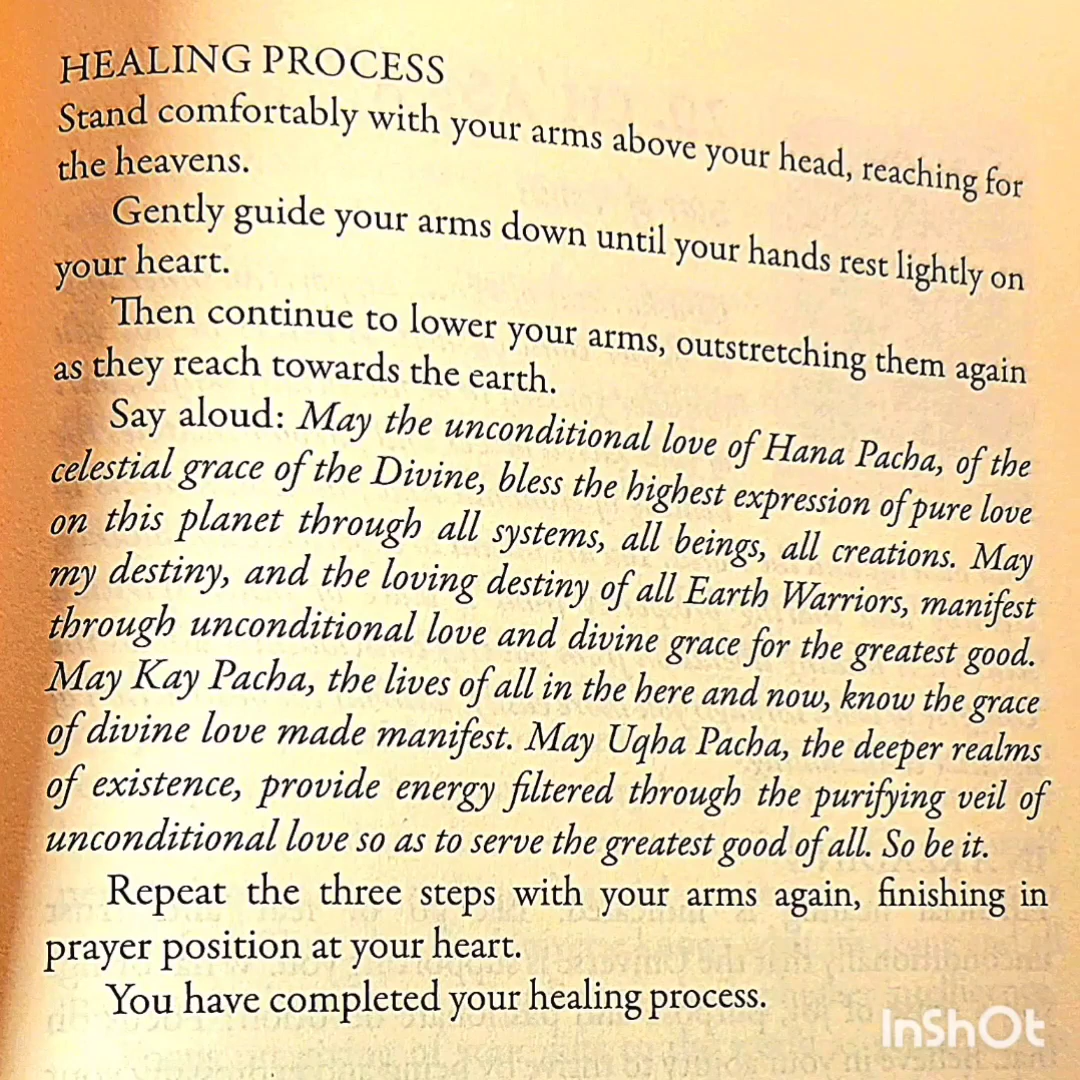 HEALING PROCESS
Stand comfortably with your arms above your head, reaching for
the heavens.
Gently guide your arms down until your hands rest lightly on
your heart.
Then continue to lower your arms, outstretching them again
as they reach towards the earth.
Say aloud: May the unconditional love of Hana Pacha, of the
celestial grace of the Divine, bless the highest expression of pure love
on this planet through all systems, all beings, all creations. May
my destiny, and the loving destiny of all Earth Warriors, manifest
through unconditional love and divine grace for the greatest good.
May Kay Pacha, the lives of all in the here and now, know the grace
of divine love made manifest. May Uqha Pacha, the deeper realms
of existence, provide energy filtered through the purifying veil of
unconditional love so as to serve the greatest good of all. So be it.
Repeat the three steps with your arms again, finishing in
prayer position at your heart.
You have completed your healing process.
InShOt